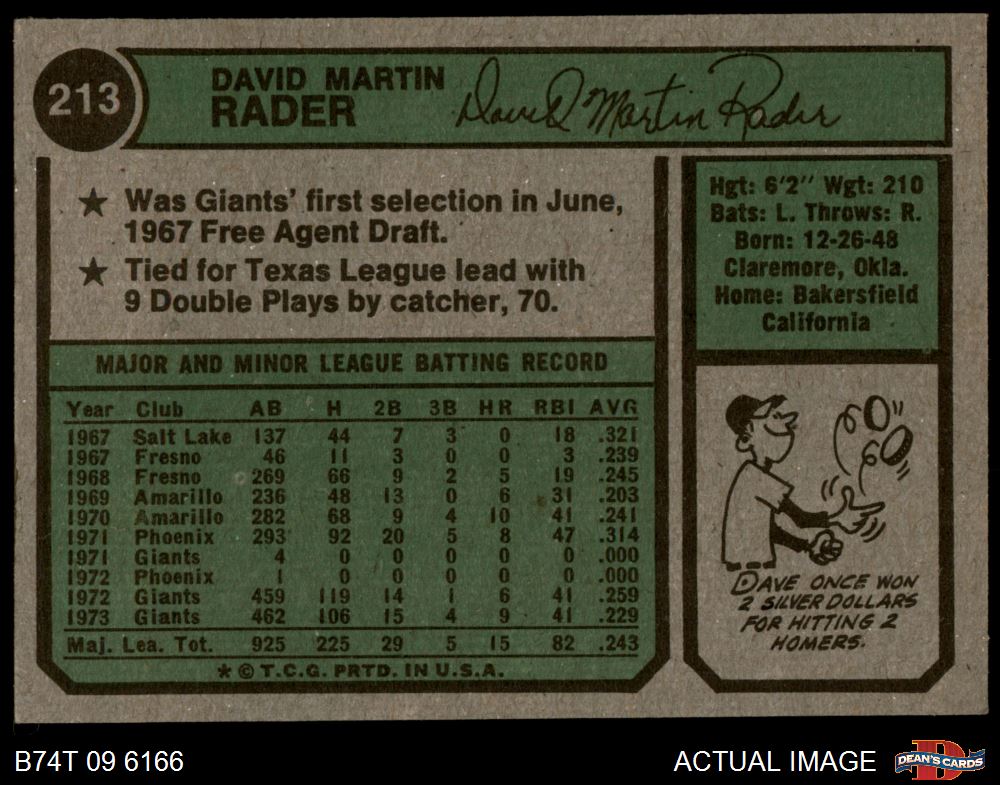 213
DAVID MARTIN
RADER
David Martin Rader
★ Was Giants' first selection in June,
1967 Free Agent Draft.
★ Tied for Texas League lead with
9 Double Plays by catcher, 70.
Hgt: 6'2" Wgt: 210
Bats: L. Throws: R.
Born: 12-26-48
Claremore, Okla.
Home: Bakersfield
California
MAJOR AND MINOR LEAGUE BATTING RECORD
Year Club AB H 2B 3B HR RBI AVG
1967 Salt Lake 137 44 7 3 0 18 .321
1967 Fresno 46 11 3 0 0 3 .239
1968 Fresno 269 66 9 2 5 19 .245
1969 Amarillo 236 48 13 0 6 31 .203
1970 Amarillo 282 68 9 4 10 41 .241
1971 Phoenix 293 92 20 5 8 47 .314
1971 Giants 4 0 0 0 0 0 .000
1972 Phoenix 1 0 0 0 0 0 .000
1972 Giants 459 119 14 1 6 41 .259
1973 Giants 462 106 15 4 9 41 .229
Maj. Lea. Tot. 925 225 29 5 15 82 .243
* © T.C.G. PRTD. IN U.S.A.
DAVE ONCE WON
2 SILVER DOLLARS
FOR HITTING 2
HOMERS.
B74T 09 6166
ACTUAL IMAGE
DEAN'S CARDS